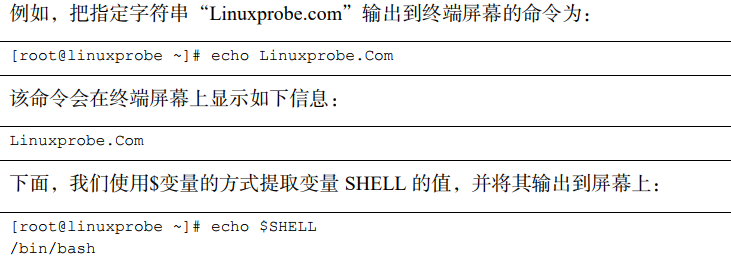 例如，把指定字符串“Linuxprobe.com”输出到终端屏幕的命令为：
[root@linuxprobe ~]# echo Linuxprobe.Com
该命令会在终端屏幕上显示如下信息：
Linuxprobe.Com
下面，我们使用$变量的方式提取变量 SHELL 的值，并将其输出到屏幕上：
[root@linuxprobe ~]# echo $SHELL
/bin/bash